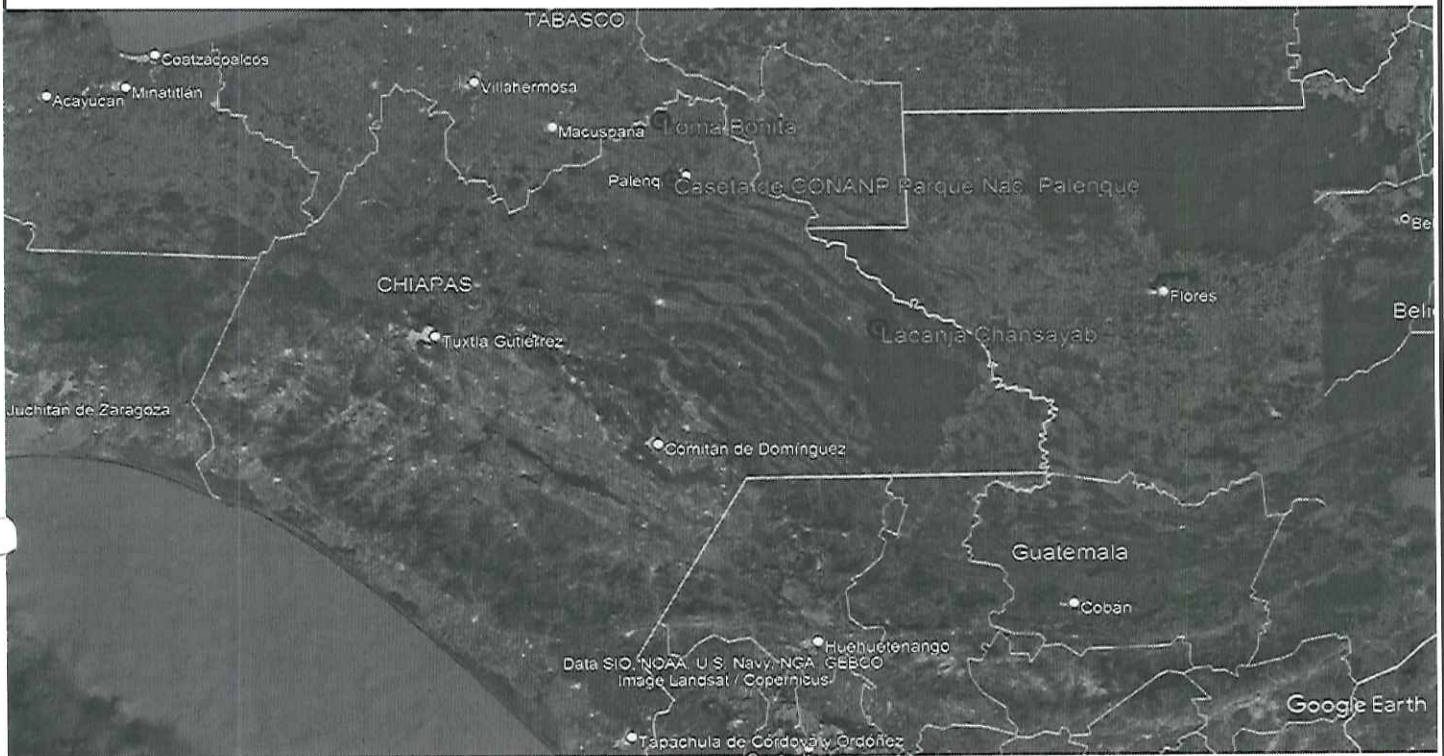 TABASCO
Coatzacoalcos
Minatitlán
Acayucan
Villahermosa
Macuspana
Loma Bonita
Palenq
Caseta de CONANP Parque Nac. Palenque
Be
CHIAPAS
Flores
Beli
Tuxtla Gutiérrez
Lacanja Chansayab
Juchitán de Zaragoza
Comitán de Domínguez
Guatemala
Cobán
Huehuetenango
Data SIO, NOAA, U.S. Navy, NGA, GEBCO
Image Landsat / Copernicus
Google Earth
Tapachula de Córdova y Ordóñez